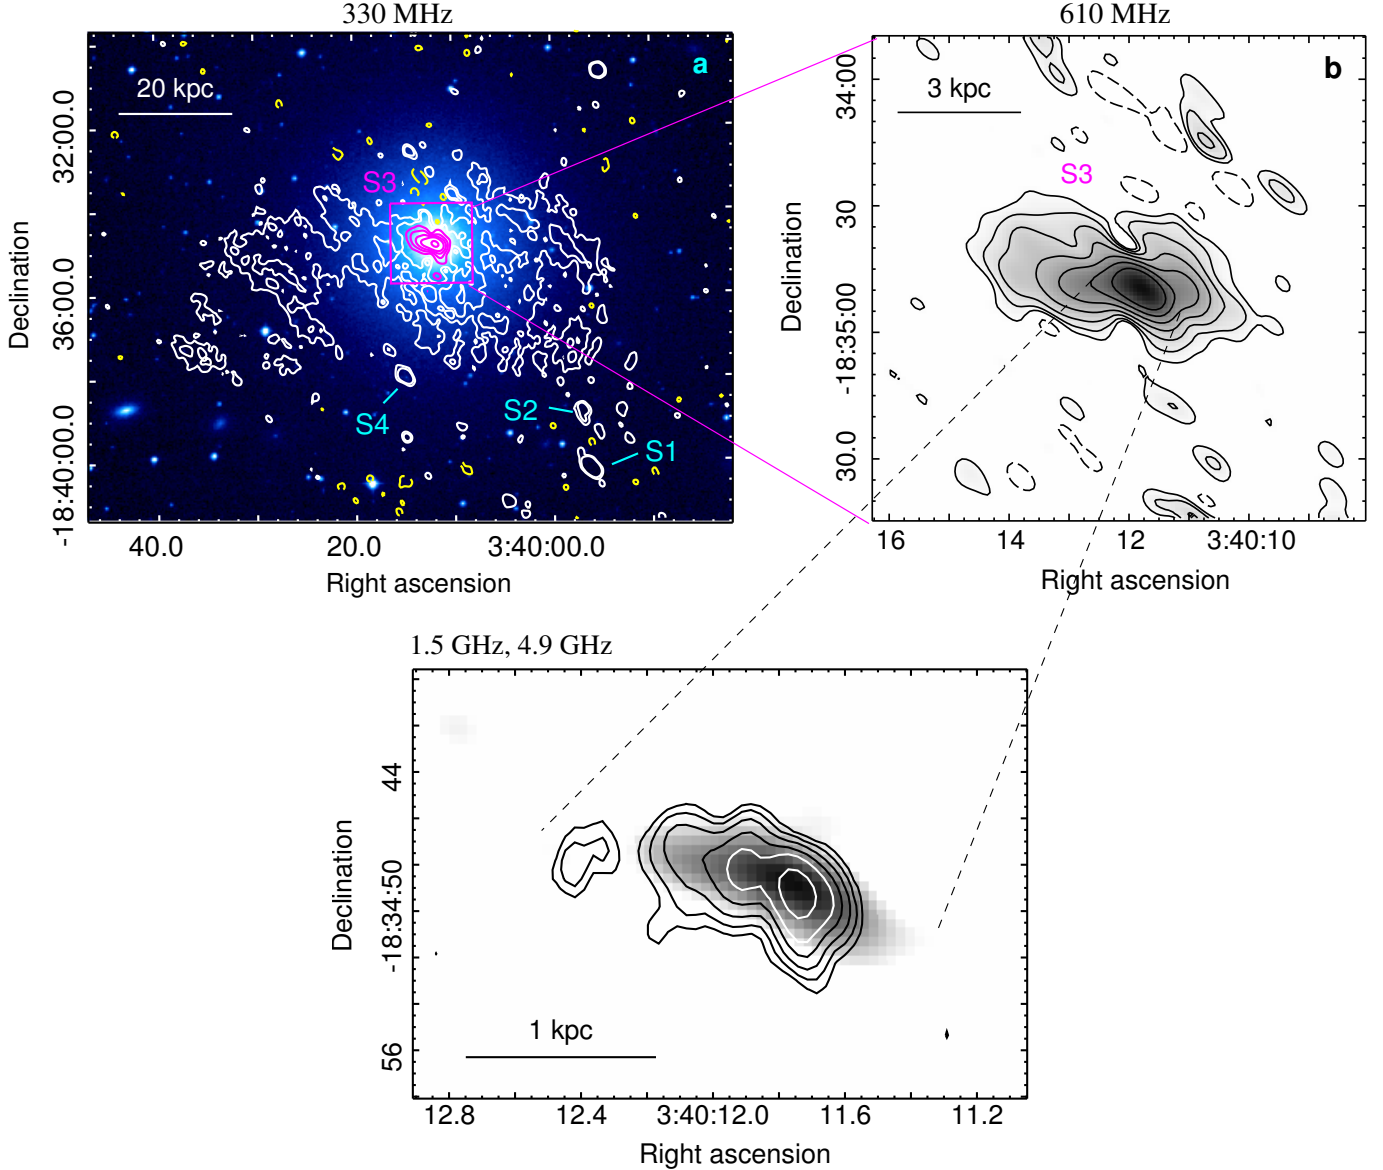 330 MHz
610 MHz
a
20 kpc
S3
S4
S2
S1
-18:40:00.0
36:00.0
32:00.0
Declination
40.0
20.0
3:40:00.0
Right ascension
b
3 kpc
S3
34:00
30
-18:35:00
30.0
Declination
16
14
12
3:40:10
Right ascension
1.5 GHz, 4.9 GHz
44
-18:34:50
56
Declination
1 kpc
12.8
12.4
3:40:12.0
11.6
11.2
Right ascension